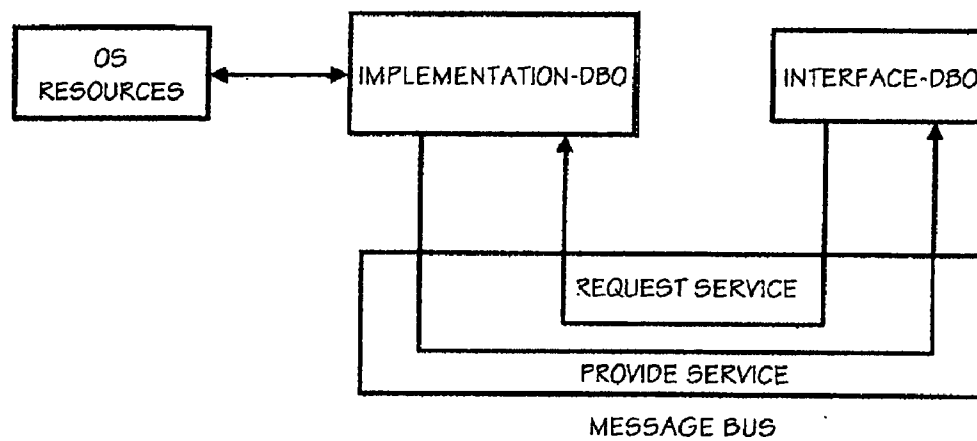 OS
RESOURCES
IMPLEMENTATION-DBO
INTERFACE-DBO
REQUEST SERVICE
PROVIDE SERVICE
MESSAGE BUS